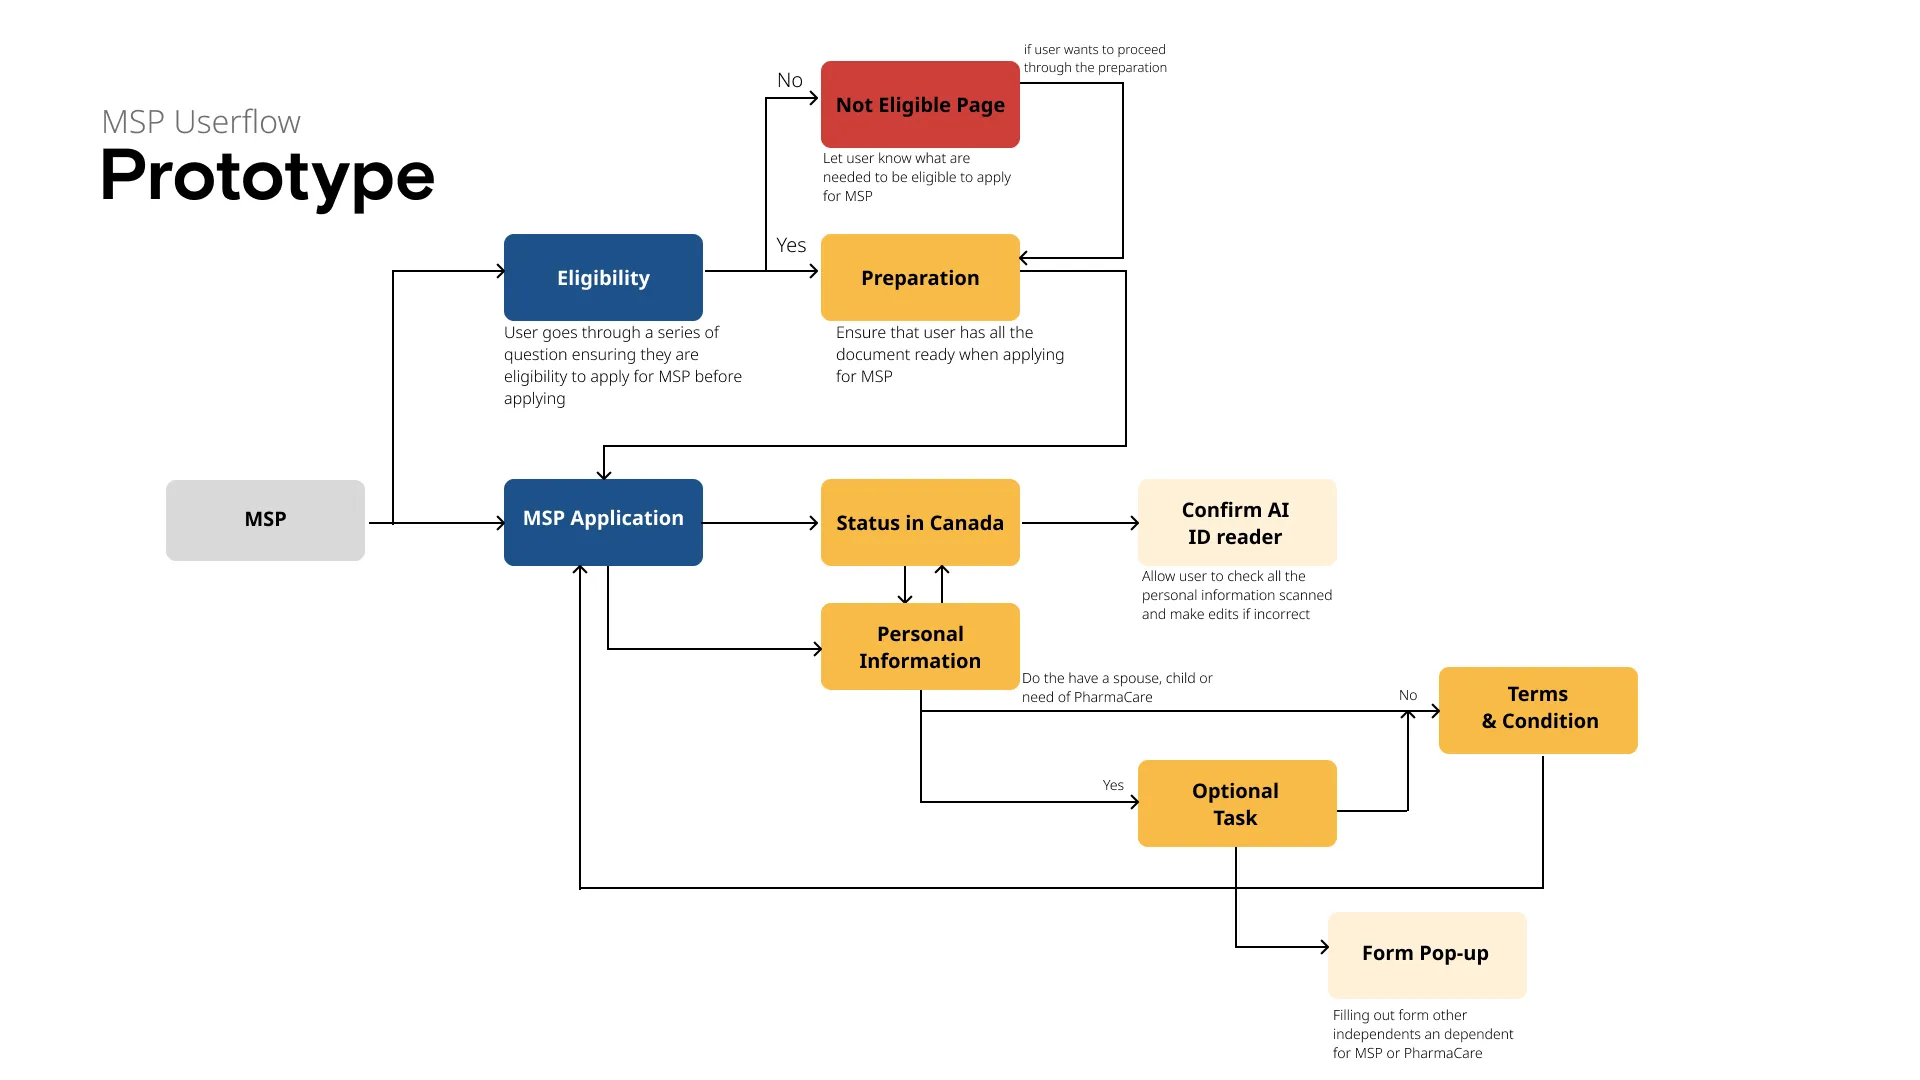 MSP Userflow
Prototype
No
Not Eligible Page
if user wants to proceed
through the preparation
Let user know what are
needed to be eligible to apply
for MSP
Eligibility
Yes
Preparation
User goes through a series of
question ensuring they are
eligibility to apply for MSP before
applying
Ensure that user has all the
document ready when applying
for MSP
MSP
MSP Application
Status in Canada
Confirm AI
ID reader
Allow user to check all the
personal information scanned
and make edits if incorrect
Personal
Information
Do the have a spouse, child or
need of PharmaCare
No
Terms
& Condition
Yes
Optional
Task
Form Pop-up
Filling out form other
independents an dependent
for MSP or PharmaCare